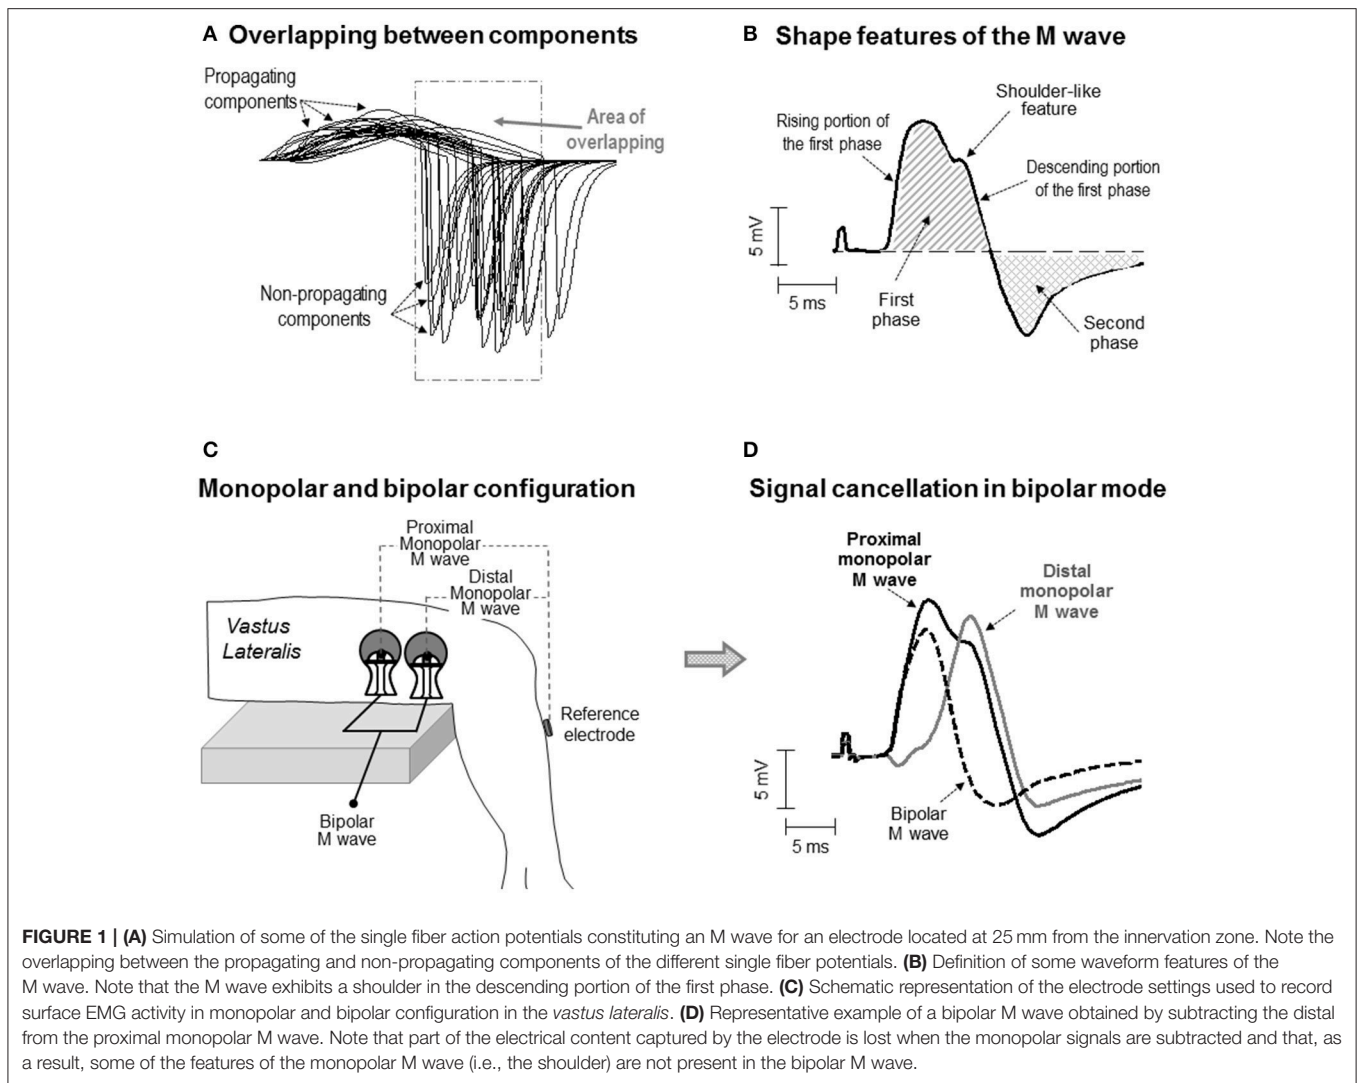 A Overlapping between components
Propagating
components
Area of
overlapping
Non-propagating
components
B Shape features of the M wave
Shoulder-like
feature
Rising portion of
the first phase
Descending portion
of the first phase
5 mV
5 ms
First
phase
Second
phase
C
Monopolar and bipolar configuration
Proximal
Monopolar
M wave
Distal
Monopolar
M wave
Vastus
Lateralis
Reference
electrode
Bipolar
M wave
D
Signal cancellation in bipolar mode
Proximal
monopolar
M wave
Distal
monopolar
M wave
5 mV
5 ms
Bipolar
M wave
FIGURE 1 | (A) Simulation of some of the single fiber action potentials constituting an M wave for an electrode located at 25 mm from the innervation zone. Note the
overlapping between the propagating and non-propagating components of the different single fiber potentials. (B) Definition of some waveform features of the
M wave. Note that the M wave exhibits a shoulder in the descending portion of the first phase. (C) Schematic representation of the electrode settings used to record
surface EMG activity in monopolar and bipolar configuration in the vastus lateralis. (D) Representative example of a bipolar M wave obtained by subtracting the distal
from the proximal monopolar M wave. Note that part of the electrical content captured by the electrode is lost when the monopolar signals are subtracted and that, as
a result, some of the features of the monopolar M wave (i.e., the shoulder) are not present in the bipolar M wave.